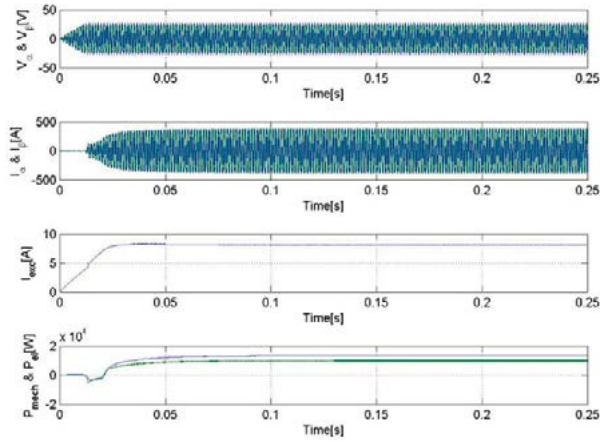 V_α & V_β[V]
50
0
-50
0 0.05 0.1 0.15 0.2 0.25
Time[s]
I_α & I_β[A]
500
0
-500
0 0.05 0.1 0.15 0.2 0.25
Time[s]
I_exc[A]
10
5
0
0 0.05 0.1 0.15 0.2 0.25
Time[s]
P_mech & P_el[W]
x 10^4
2
0
-2
0 0.05 0.1 0.15 0.2 0.25
Time[s]